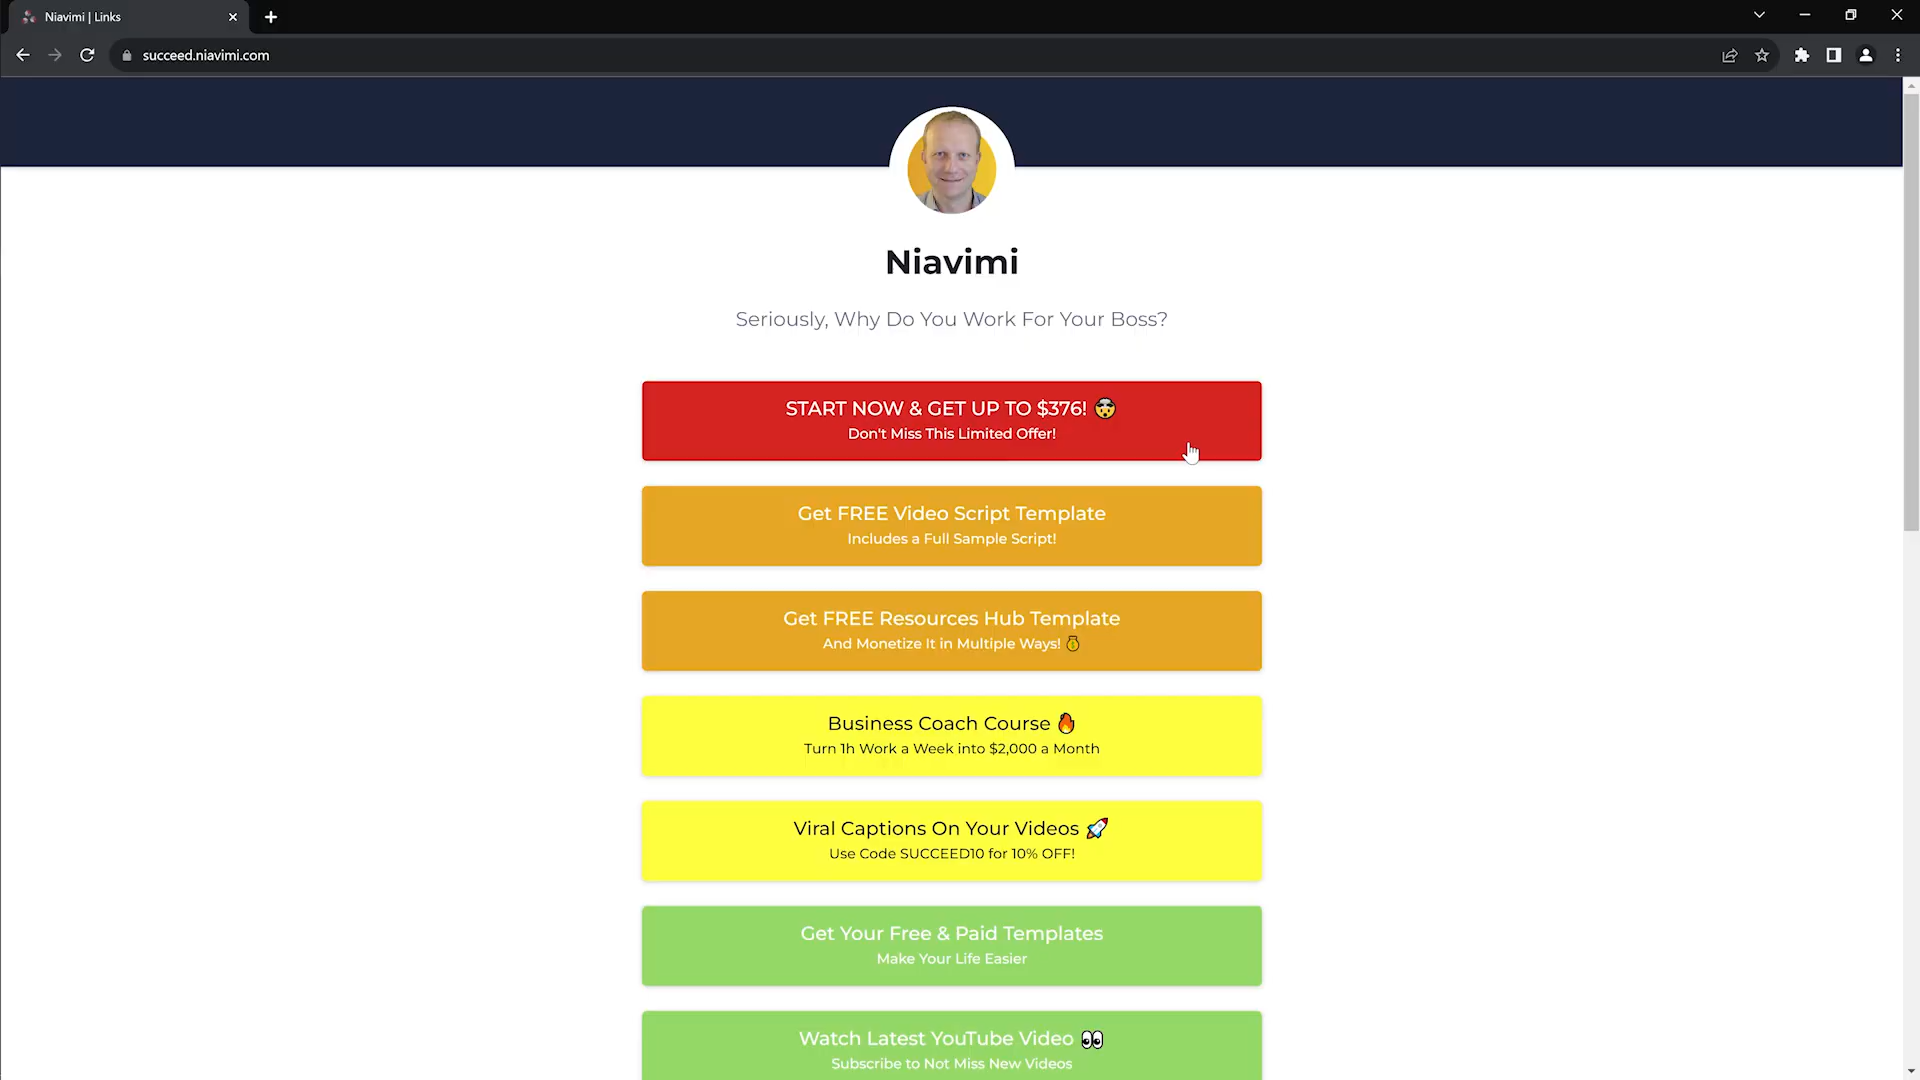 Niavimi | Links
succeed.niavimi.com
Niavimi
Seriously, Why Do You Work For Your Boss?
START NOW & GET UP TO $376! 🤯
Don't Miss This Limited Offer!
Get FREE Video Script Template
Includes a Full Sample Script!
Get FREE Resources Hub Template
And Monetize It in Multiple Ways! 💰
Business Coach Course 🔥
Turn 1h Work a Week into $2,000 a Month
Viral Captions On Your Videos 🚀
Use Code SUCCEED10 for 10% OFF!
Get Your Free & Paid Templates
Make Your Life Easier
Watch Latest YouTube Video 👀
Subscribe to Not Miss New Videos